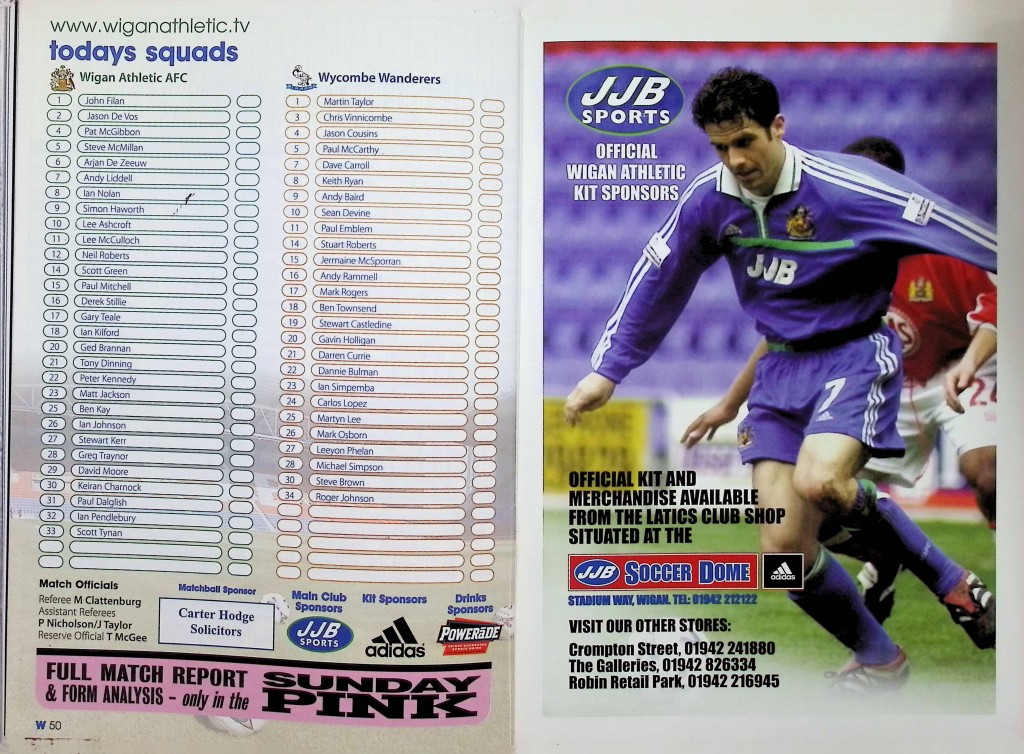 www.wiganathletic.tv
todays squads
Wigan Athletic AFC
1 John Filan
2 Jason De Vos
4 Pat McGibbon
5 Steve McMillan
6 Arjan De Zeeuw
7 Andy Liddell
8 Ian Nolan
9 Simon Haworth
10 Lee Ashcroft
11 Lee McCulloch
12 Neil Roberts
14 Scott Green
15 Paul Mitchell
16 Derek Stillie
17 Gary Teale
18 Ian Kilford
20 Ged Brannan
21 Tony Dinning
22 Peter Kennedy
23 Matt Jackson
25 Ben Kay
26 Ian Johnson
27 Stewart Kerr
28 Greg Traynor
29 David Moore
30 Keiran Charnock
31 Paul Dalglish
32 Ian Pendlebury
33 Scott Tynan
Wycombe Wanderers
1 Martin Taylor
3 Chris Vinnicombe
4 Jason Cousins
5 Paul McCarthy
7 Dave Carroll
8 Keith Ryan
9 Andy Baird
10 Sean Devine
11 Paul Emblem
14 Stuart Roberts
15 Jermaine McSporran
16 Andy Rammell
17 Mark Rogers
18 Ben Townsend
19 Stewart Castledine
20 Gavin Holligan
21 Darren Currie
22 Dannie Bulman
23 Ian Simpemba
24 Carlos Lopez
25 Martyn Lee
26 Mark Osborn
27 Leeyon Phelan
28 Michael Simpson
30 Steve Brown
34 Roger Johnson
Match Officials
Referee M Clattenburg
Assistant Referees
P Nicholson/J Taylor
Reserve Official T McGee
Matchball Sponsor
Carter Hodge
Solicitors
Main Club
Sponsors
JJB
SPORTS
Kit Sponsors
adidas
Drinks
Sponsors
POWERADE
FULL MATCH REPORT
& FORM ANALYSIS - only in the
SUNDAY
PINK
W 50
JJB
SPORTS
OFFICIAL
WIGAN ATHLETIC
KIT SPONSORS
JJB
7
OFFICIAL KIT AND
MERCHANDISE AVAILABLE
FROM THE LATICS CLUB SHOP
SITUATED AT THE
JJB SOCCER DOME
adidas
STADIUM WAY, WIGAN. TEL: 01942 212122
VISIT OUR OTHER STORES:
Crompton Street, 01942 241880
The Galleries, 01942 826334
Robin Retail Park, 01942 216945